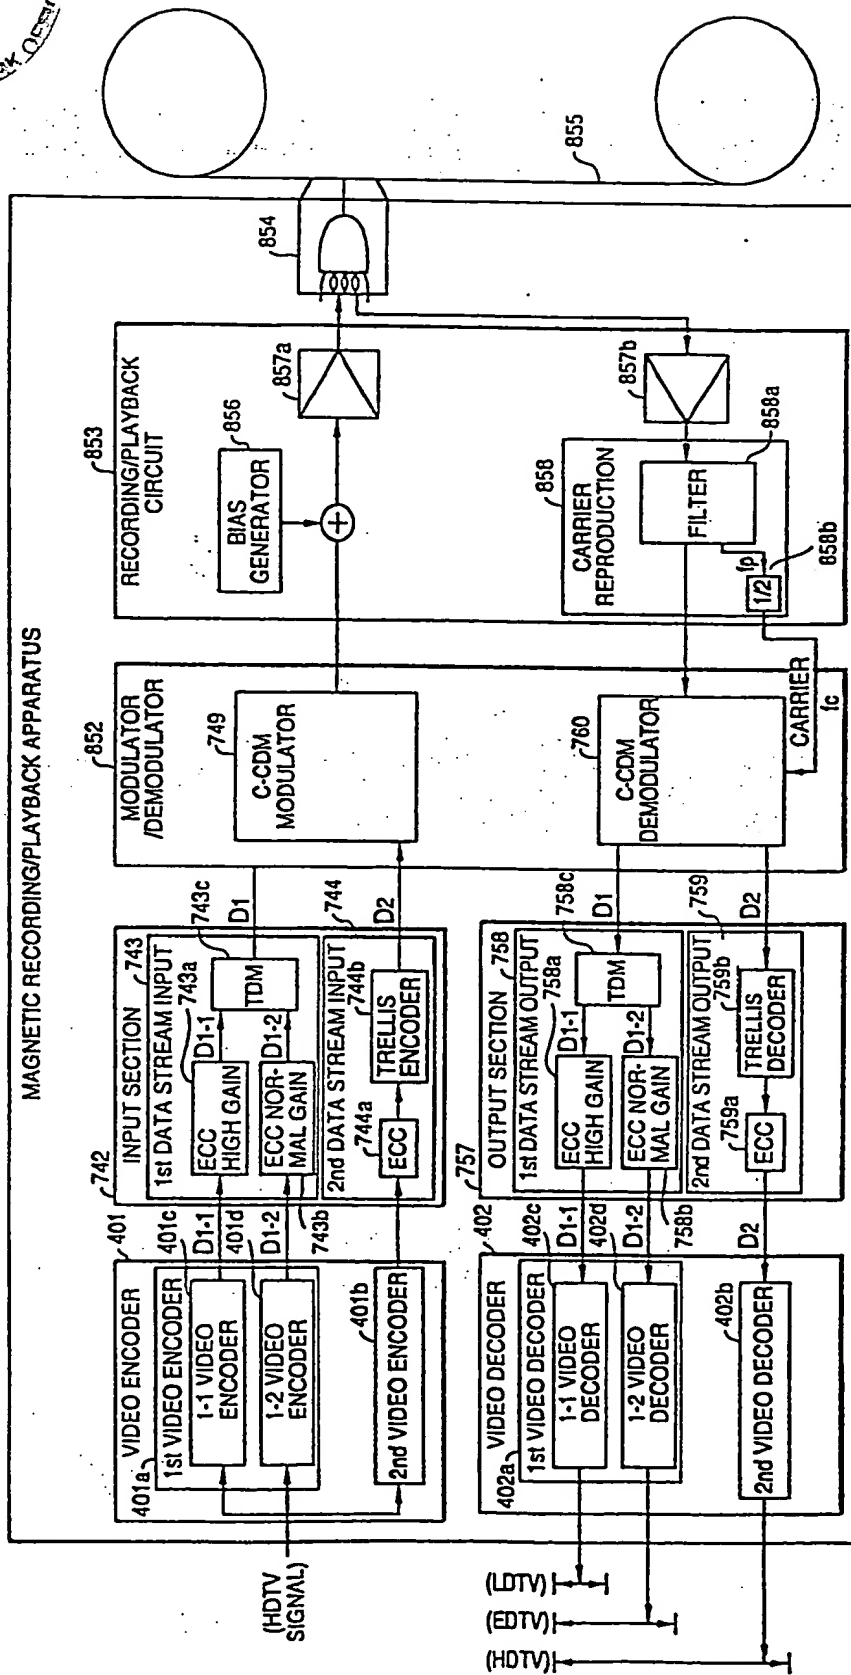 MAGNETIC RECORDING/PLAYBACK APPARATUS
(HDTV
SIGNAL)
401
VIDEO ENCODER
401a
1st VIDEO ENCODER
401c
1-1 VIDEO
ENCODER
401d
1-2 VIDEO
ENCODER
401b
2nd VIDEO ENCODER
D1-1
D1-2
742
INPUT SECTION
743
1st DATA STREAM INPUT
743a
ECC
HIGH GAIN
743b
ECC NOR-
MAL GAIN
D1-1
D1-2
743c
TDM
744
2nd DATA STREAM INPUT
744a
ECC
744b
TRELLIS
ENCODER
D1
D2
852
MODULATOR
/DEMODULATOR
749
C-CDM
MODULATOR
853
RECORDING/PLAYBACK
CIRCUIT
856
BIAS
GENERATOR
+
857a
854
855
857b
858
CARRIER
REPRODUCTION
858a
FILTER
fp
1/2
858b
CARRIER
fc
760
C-CDM
DEMODULATOR
D1
D2
757
OUTPUT SECTION
758
1st DATA STREAM OUTPUT
758a
ECC
HIGH GAIN
758b
ECC NOR-
MAL GAIN
D1-1
D1-2
758c
TDM
759
2nd DATA STREAM OUTPUT
759a
ECC
759b
TRELLIS
DECODER
D1-1
D1-2
D2
402
VIDEO DECODER
402a
1st VIDEO DECODER
402c
1-1 VIDEO
DECODER
402d
1-2 VIDEO
DECODER
402b
2nd VIDEO DECODER
(LDTV)
(EDTV)
(HDTV)